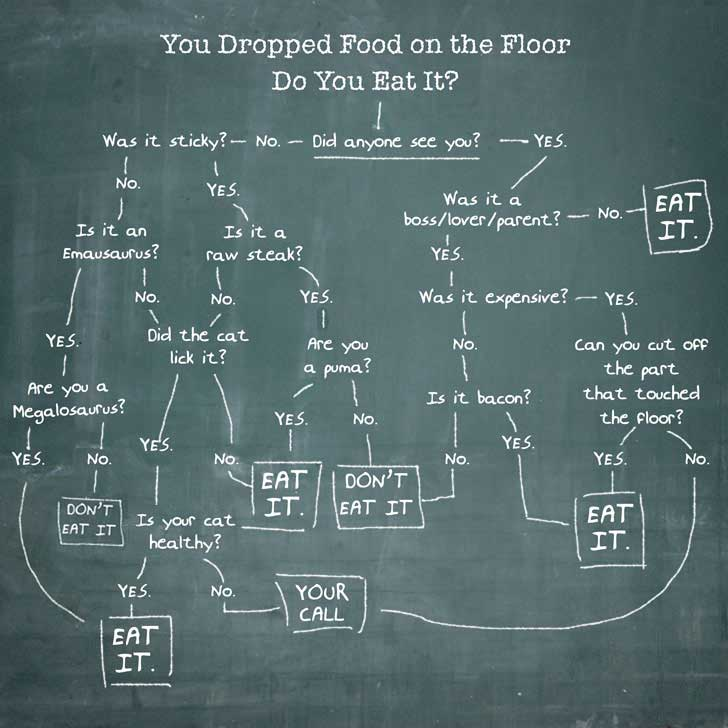 You Dropped Food on the Floor
Do You Eat It?
Was it sticky? No. Did anyone see you? YES.
No.
YES.
Was it a
boss/lover/parent? No.
EAT
IT.
Is it an
Emausaurus?
Is it a
raw steak?
YES.
No.
No.
YES.
Was it expensive? YES.
YES.
Did the cat
lick it?
Are you
a puma?
No.
Can you cut off
the part
that touched
the floor?
Are you a
Megalosaurus?
Is it bacon?
YES.
No.
YES.
No.
YES.
No.
YES.
No.
No.
YES.
YES.
No.
DON'T
EAT IT
EAT
IT.
DON'T
EAT IT
EAT
IT.
Is your cat
healthy?
YES.
No.
YOUR
CALL
EAT
IT.